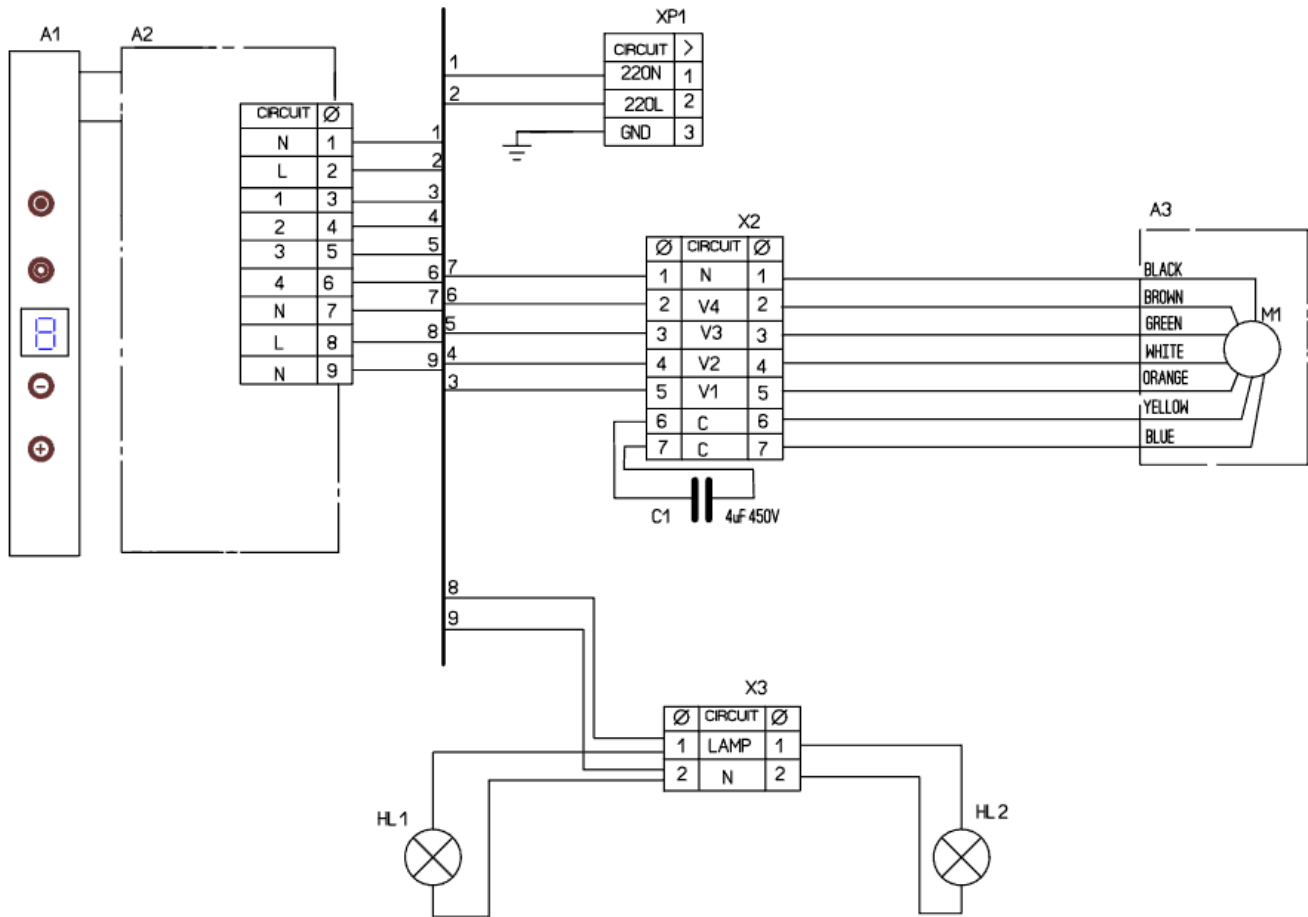 A1
A2
CIRCUIT Ø
N 1
L 2
1 3
2 4
3 5
4 6
N 7
L 8
N 9
1
2
3
4
5
6
7
8
9
1
2
7
6
5
4
3
8
9
XP1
CIRCUIT >
220N 1
220L 2
GND 3
X2
Ø CIRCUIT Ø
1 N 1
2 V4 2
3 V3 3
4 V2 4
5 V1 5
6 C 6
7 C 7
C1 4uF 450V
A3
BLACK
BROWN
GREEN
WHITE
ORANGE
YELLOW
BLUE
M1
X3
Ø CIRCUIT Ø
1 LAMP 1
2 N 2
HL1
HL2
8